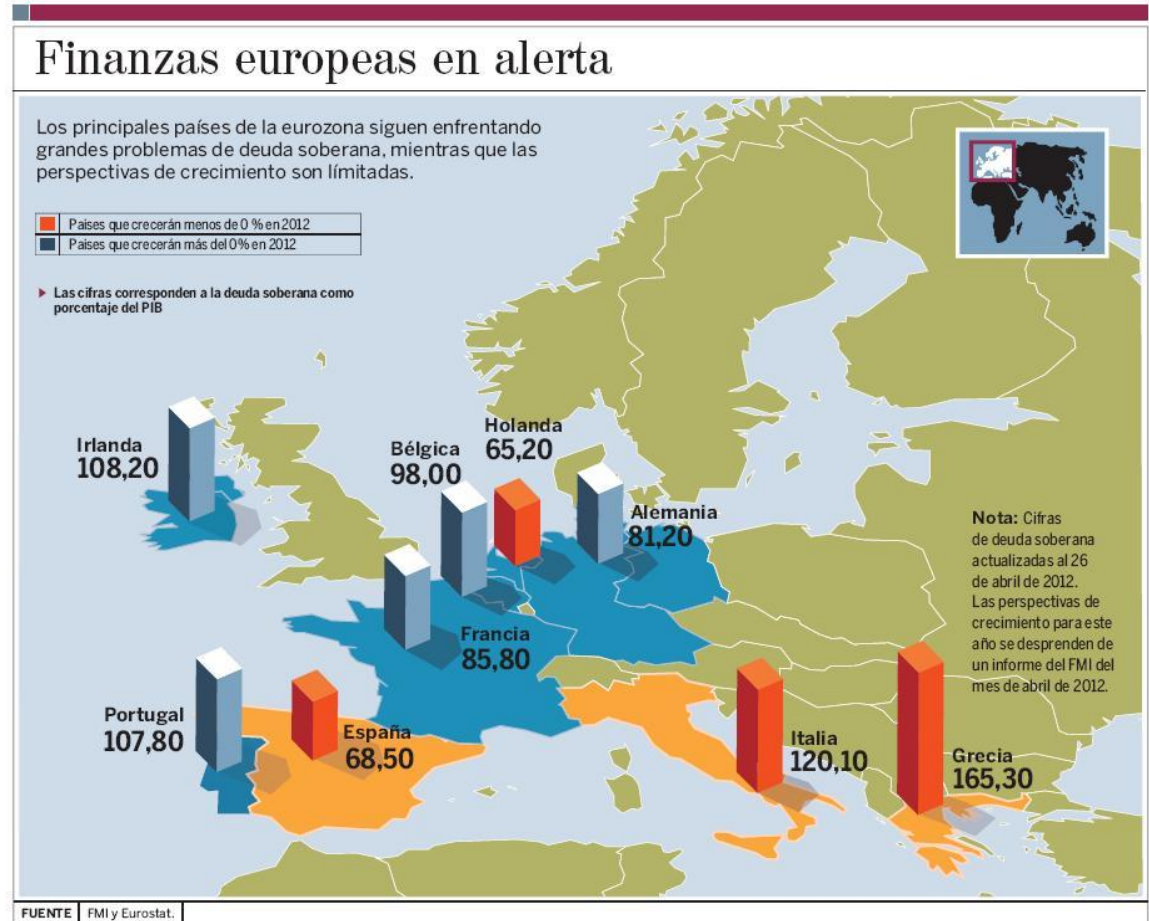 Finanzas europeas en alerta
Los principales países de la eurozona siguen enfrentando
grandes problemas de deuda soberana, mientras que las
perspectivas de crecimiento son límitadas.
Paises que crecerán menos de 0 % en 2012
Paises que crecerán más del 0% en 2012
Las cifras corresponden a la deuda soberana como
porcentaje del PIB
Irlanda
108,20
Bélgica
98,00
Holanda
65,20
Alemania
81,20
Francia
85,80
Portugal
107,80
España
68,50
Italia
120,10
Grecia
165,30
Nota: Cifras
de deuda soberana
actualizadas al 26
de abril de 2012.
Las perspectivas de
crecimiento para este
año se desprenden de
un informe del FMI del
mes de abril de 2012.
FUENTE FMI y Eurostat.